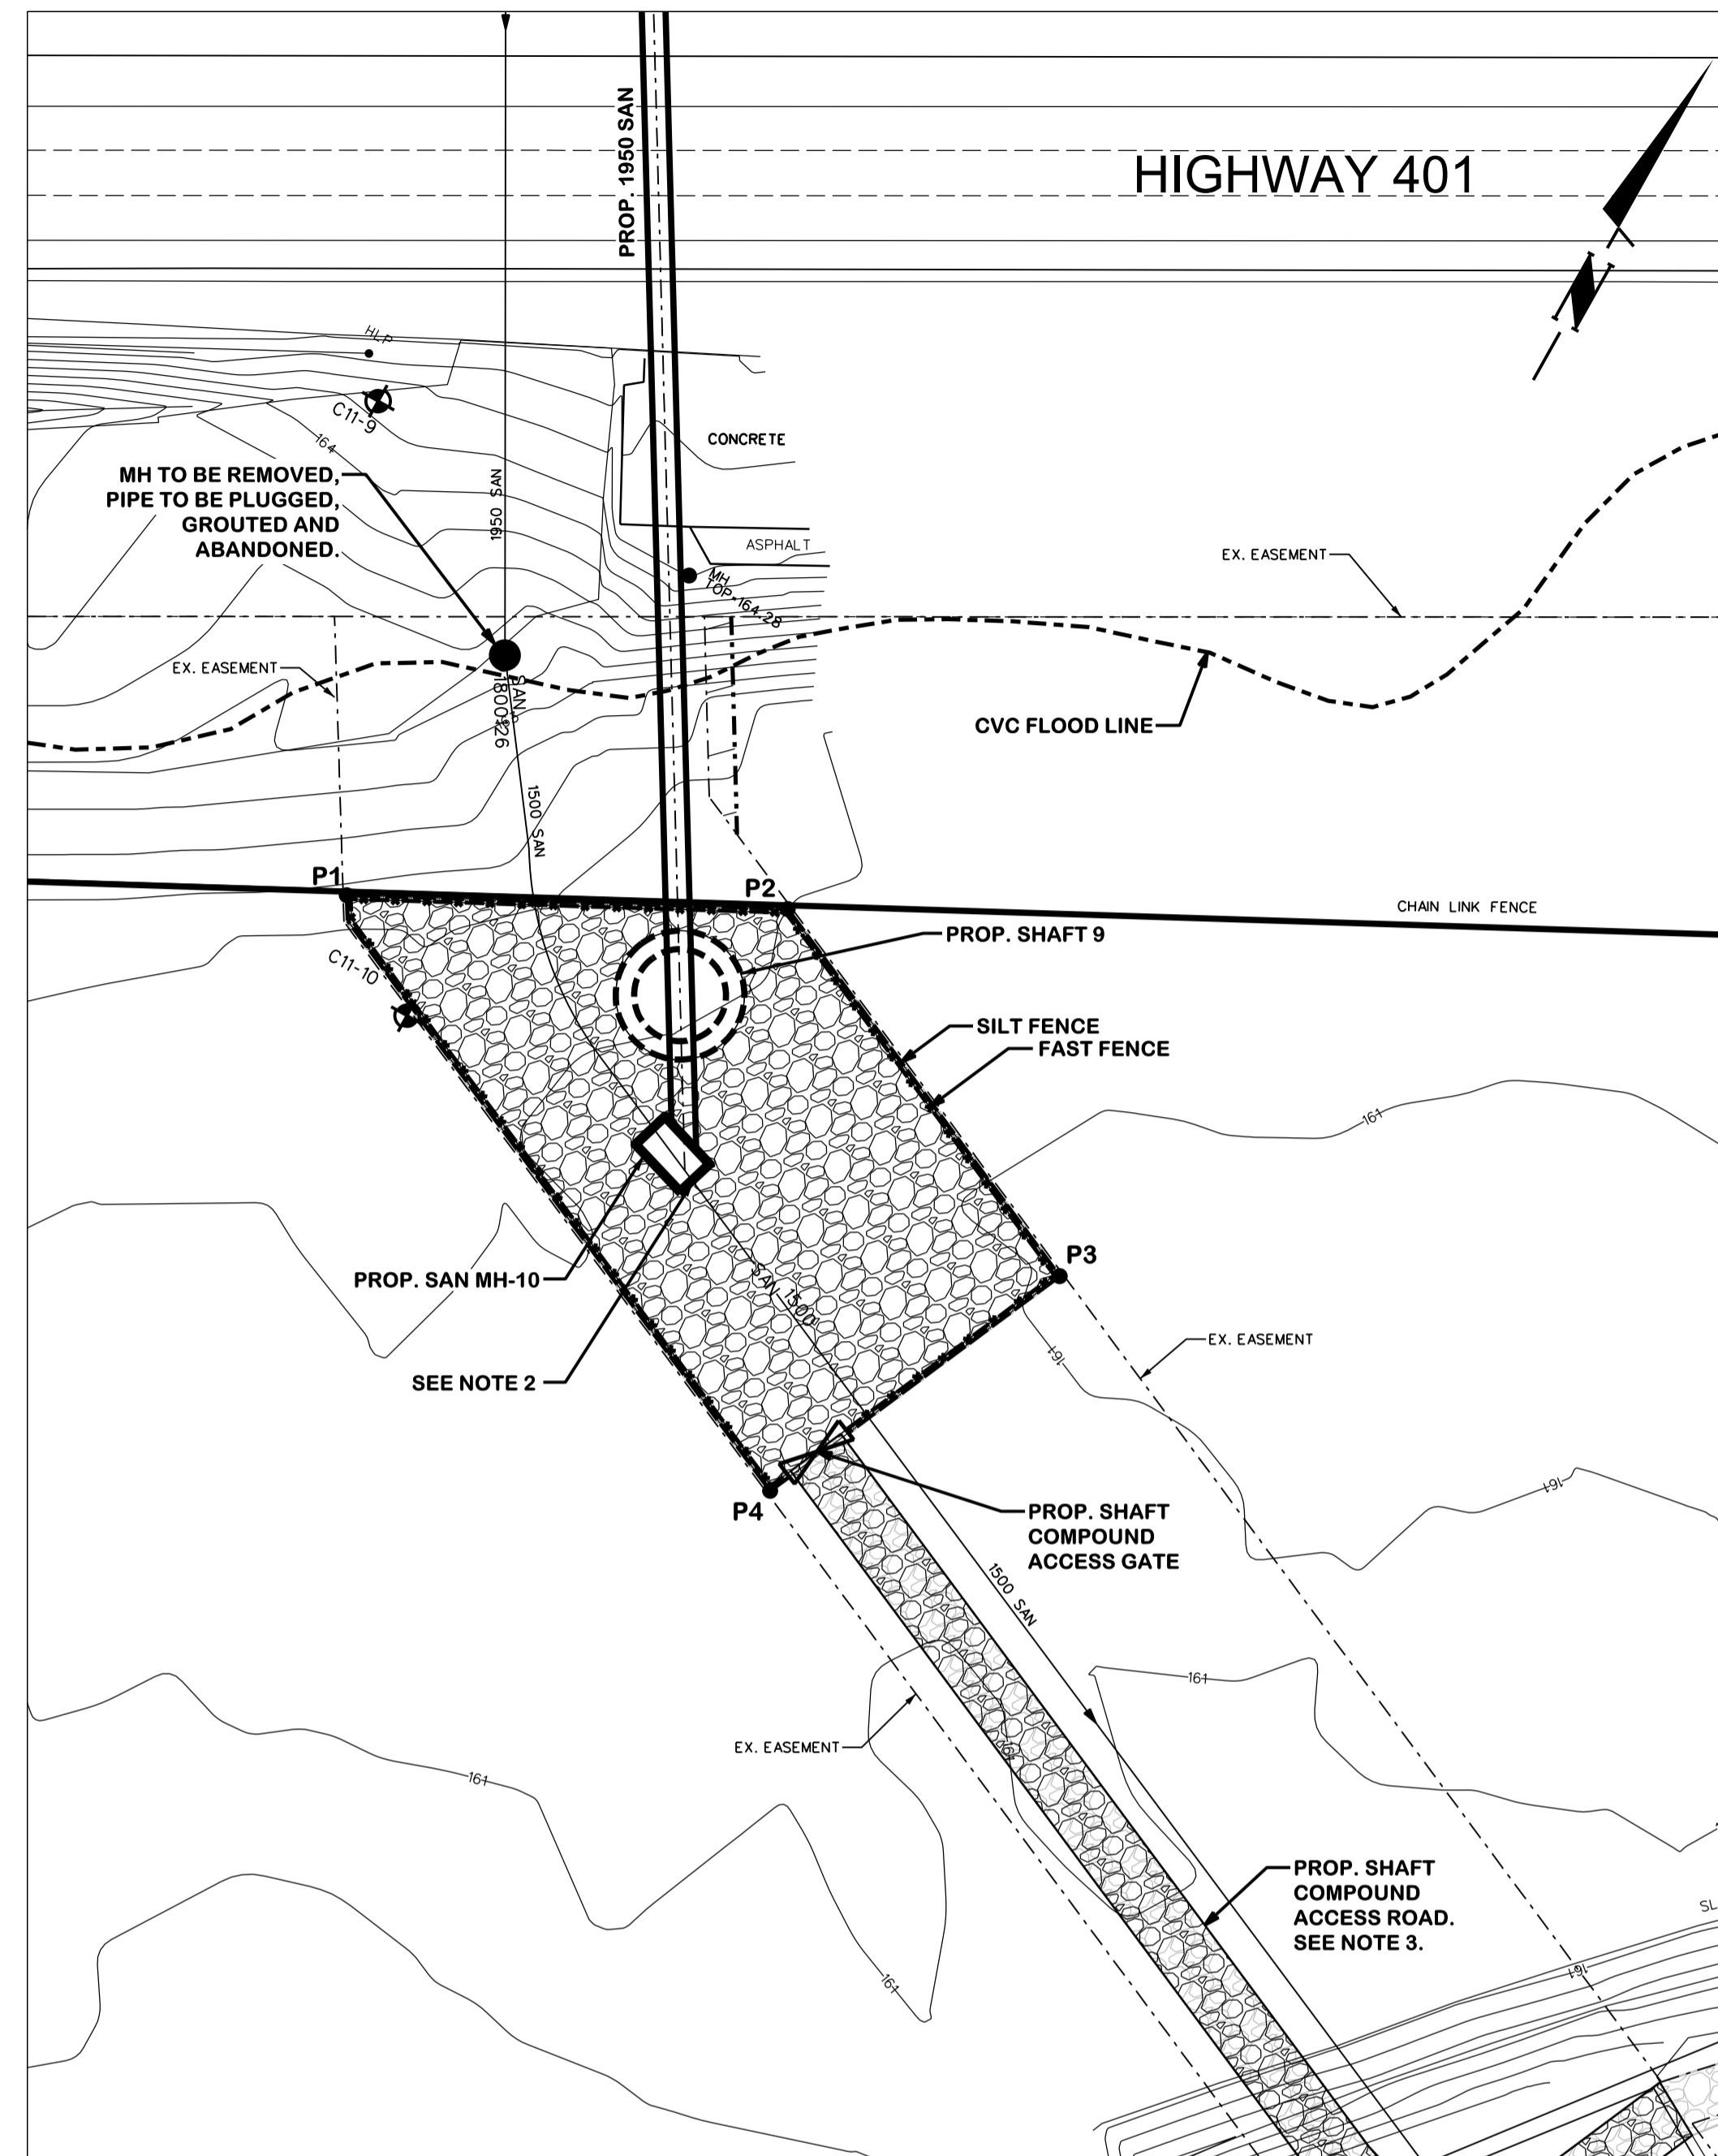 PROP. 1950 SAN
HIGHWAY 401
HLP
C11-9
164
CONCRETE
MH TO BE REMOVED,
PIPE TO BE PLUGGED,
GROUTED AND
ABANDONED.
1950 SAN
ASPHALT
MH
TOP-164.28
EX. EASEMENT
EX. EASEMENT
CVC FLOOD LINE
1500 SAN
P1
P2
CHAIN LINK FENCE
PROP. SHAFT 9
C11-10
SILT FENCE
FAST FENCE
161
P3
PROP. SAN MH-10
SAN 1500
EX. EASEMENT
161
SEE NOTE 2
P4
161
PROP. SHAFT
COMPOUND
ACCESS GATE
1500 SAN
161
EX. EASEMENT
161
161
PROP. SHAFT
COMPOUND
ACCESS ROAD.
SEE NOTE 3.
SL
161
161